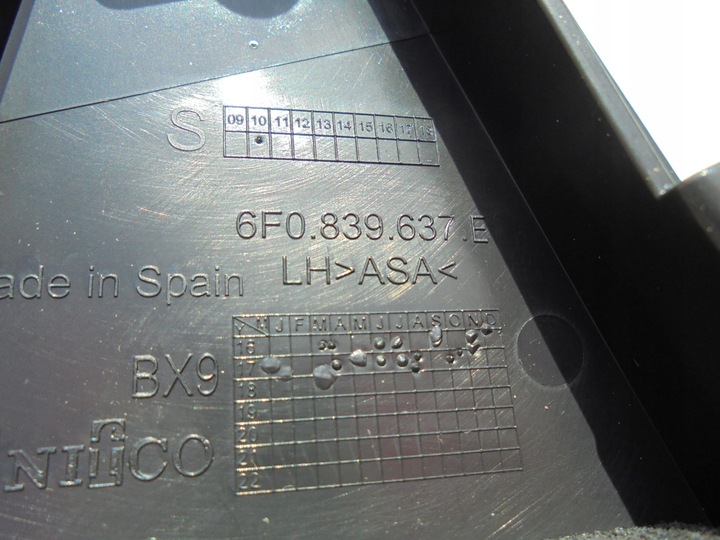 S 09 10 11 12 13 14 15 16 17 18
6F0.839.637.E
LH>ASA<
ade in Spain
J F M A M J J A S O N D
16
17
BX9
18
19
20
NIFCO
21
22